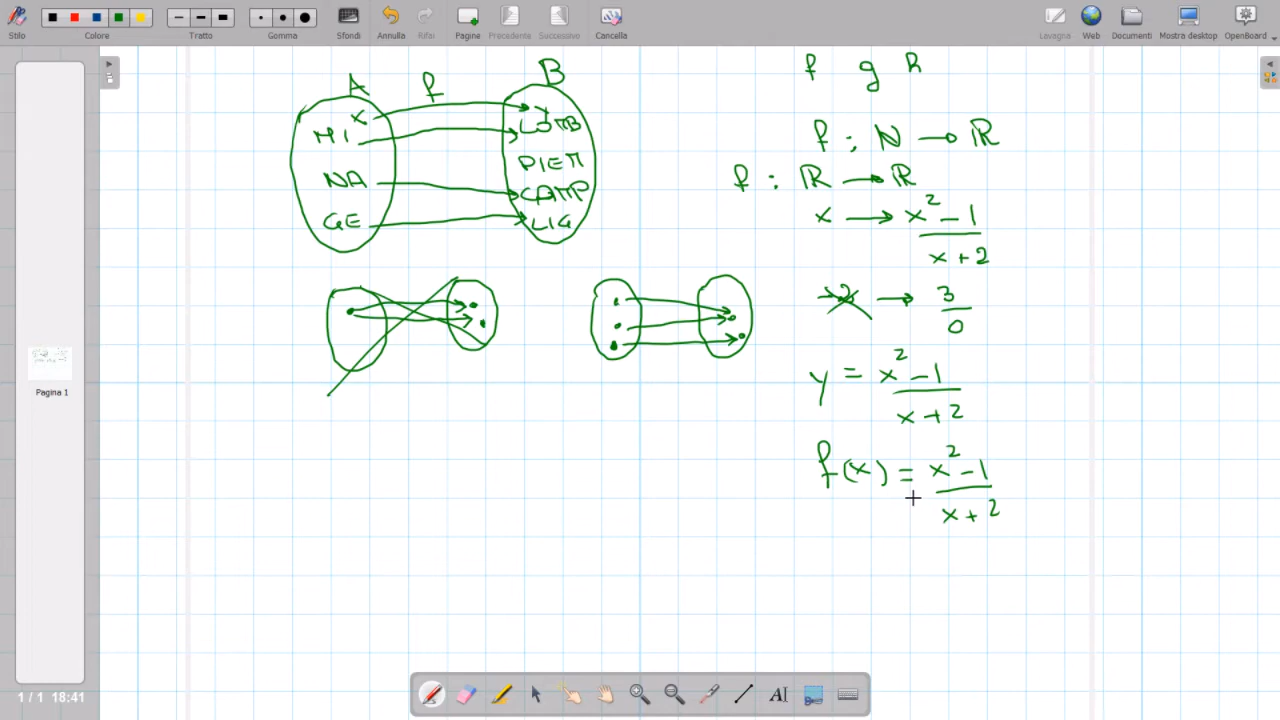 Stilo Colore Tratto Gomma Sfondi Annulla Rifai Pagine Precedente Successivo Cancella Lavagna Web Documenti Mostra desktop OpenBoard
A f B
x y
MI LOMB
PIEM
NA CAMP
GE LIG
f g h
f : N → R
f : R → R
x → x² - 1
x + 2
-2 → 3
0
y = x² - 1
x + 2
f(x) = x² - 1
x + 2
Pagina 1
1 / 1 18:41
AI